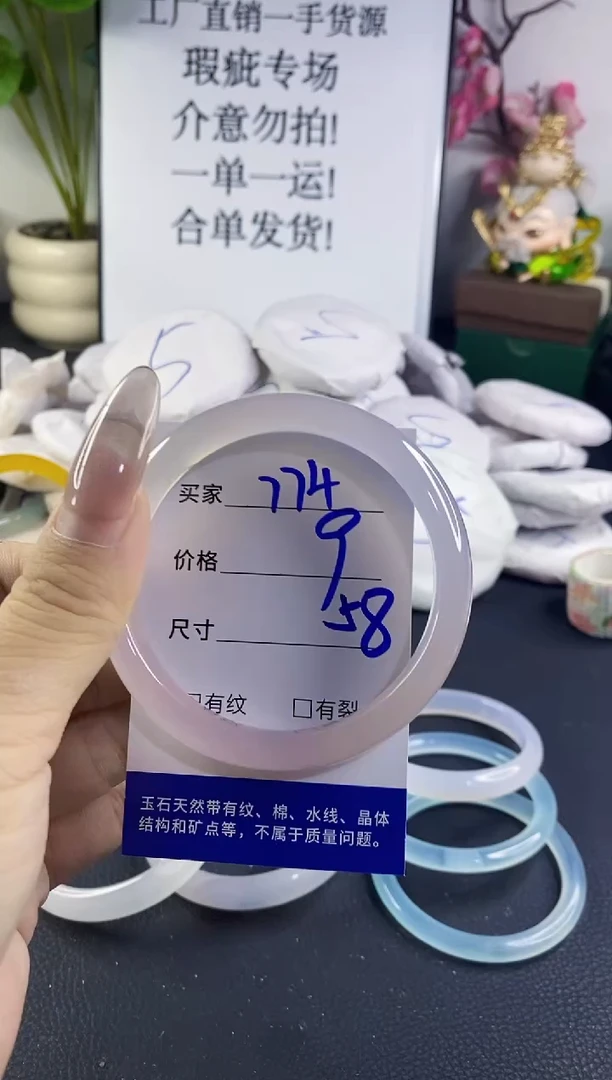 工厂直销一手货源
瑕疵专场
介意勿拍!
一单一运!
合单发货!
5
5
买家 774
价格 9
尺寸 58
□有纹 □有裂
玉石天然带有纹、棉、水线、晶体
结构和矿点等，不属于质量问题。